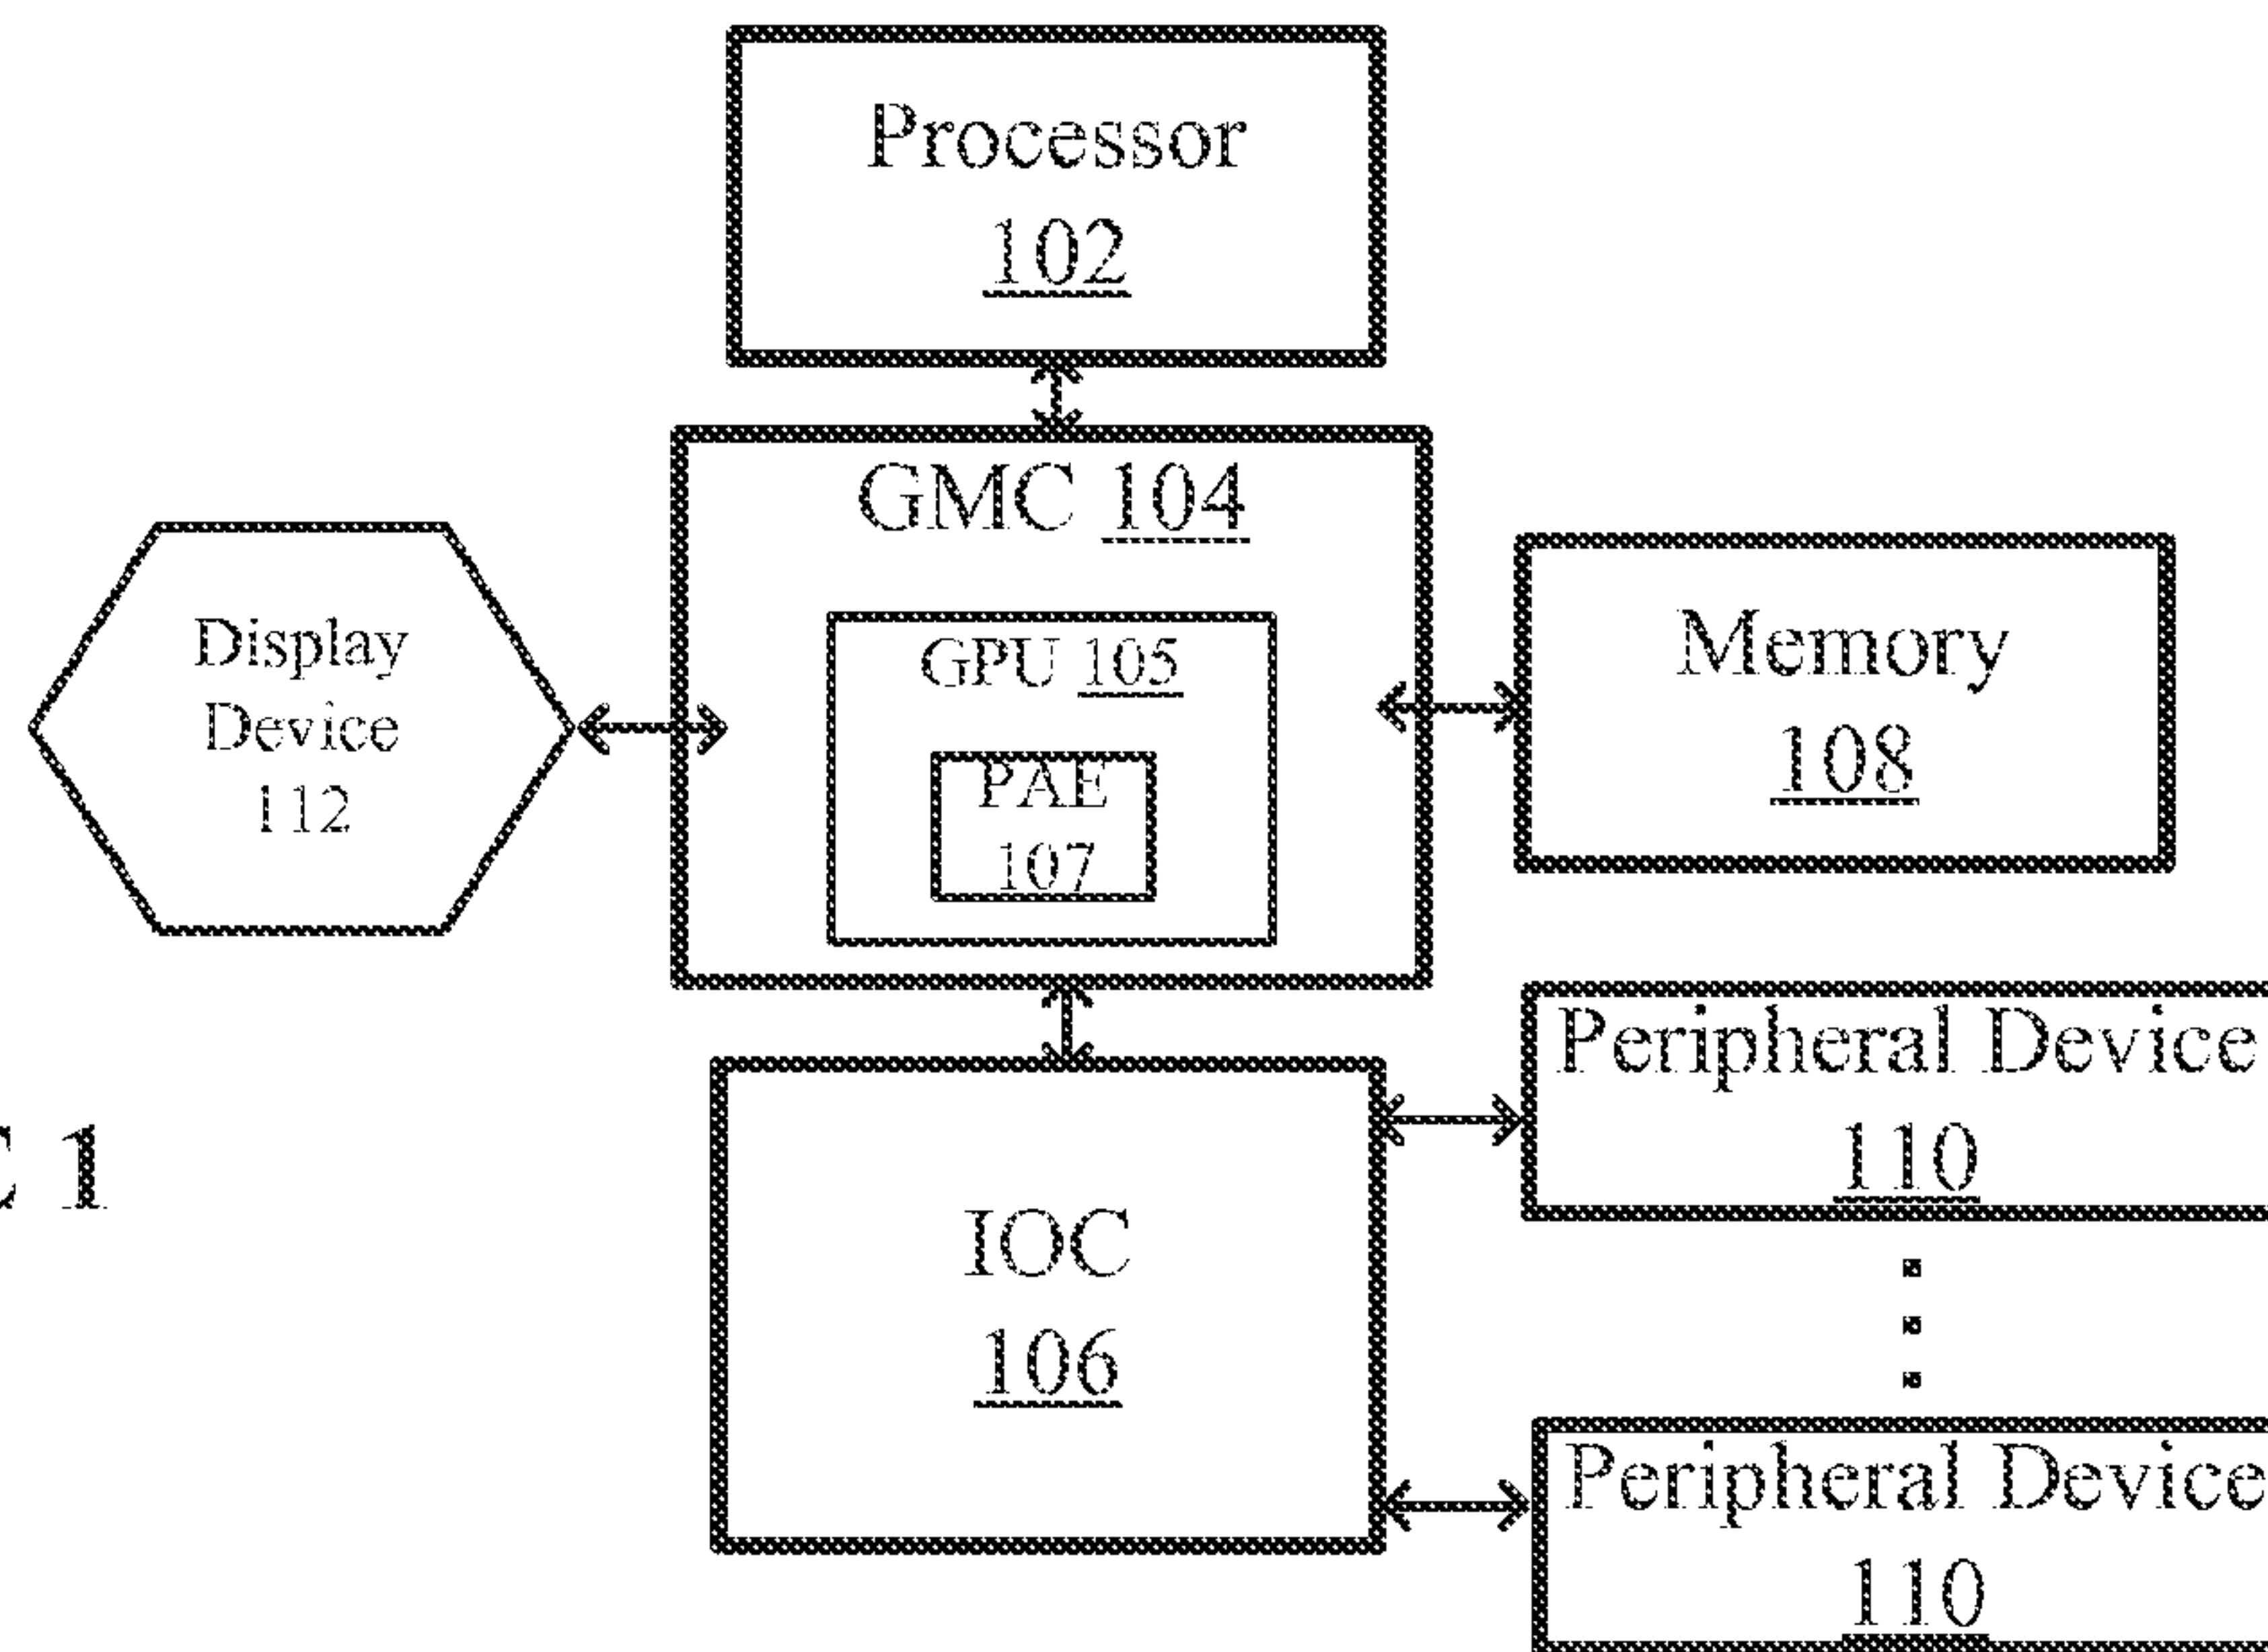 Processor
102
GMC 104
GPU 105
PAE
107
Display
Device
112
Memory
108
Peripheral Device
110
1
IOC
106
Peripheral Device
110